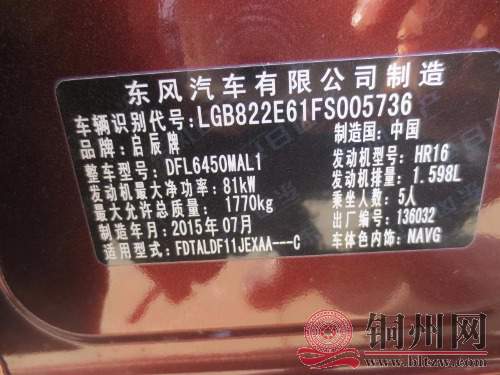 东风汽车有限公司制造
车辆识别代号:LGB822E61FS005736
品牌:启辰牌 制造国:中国
整车型号: DFL6450MAL1 发动机型号: HR16
发动机最大净功率: 81kW 发动机排量: 1.598L
最大允许总质量: 1770kg 乘坐人数: 5人
制造年月: 2015年07月 出厂编号: 136032
适用型式: FDTALDF11JEXAA---C 车体色内饰: NAVG
铜州网
www.bltzw.com